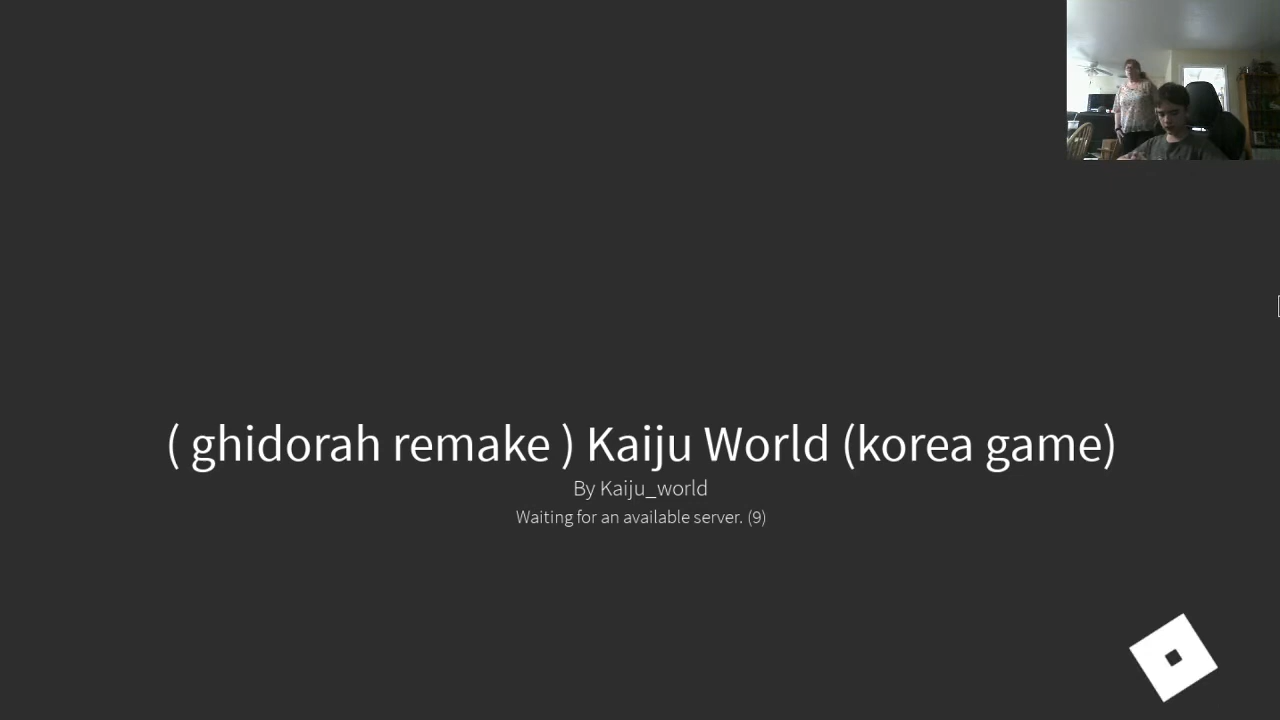 ( ghidorah remake ) Kaiju World (korea game)
By Kaiju_world
Waiting for an available server. (9)